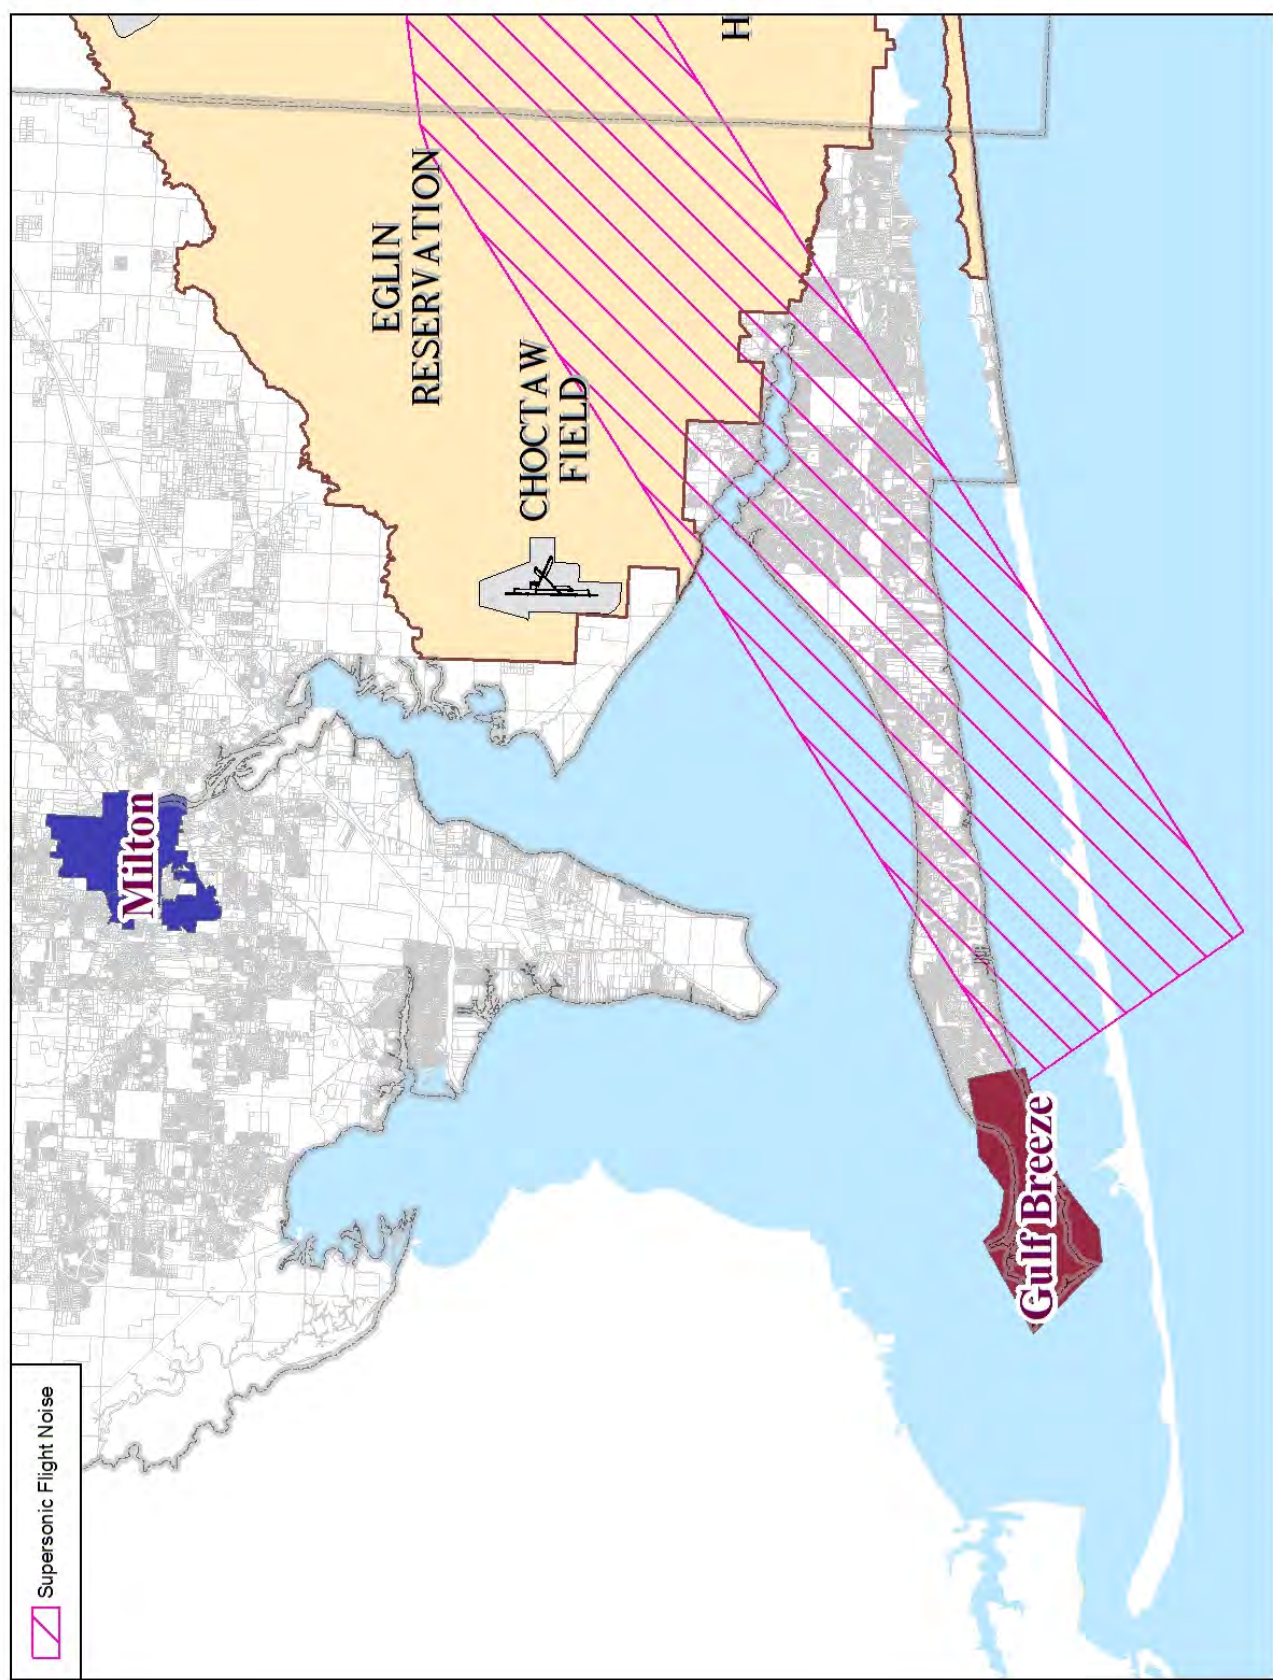 Supersonic Flight Noise
Milton
EGLIN
RESERVATION
CHOCTAW
FIELD
H
Gulf Breeze